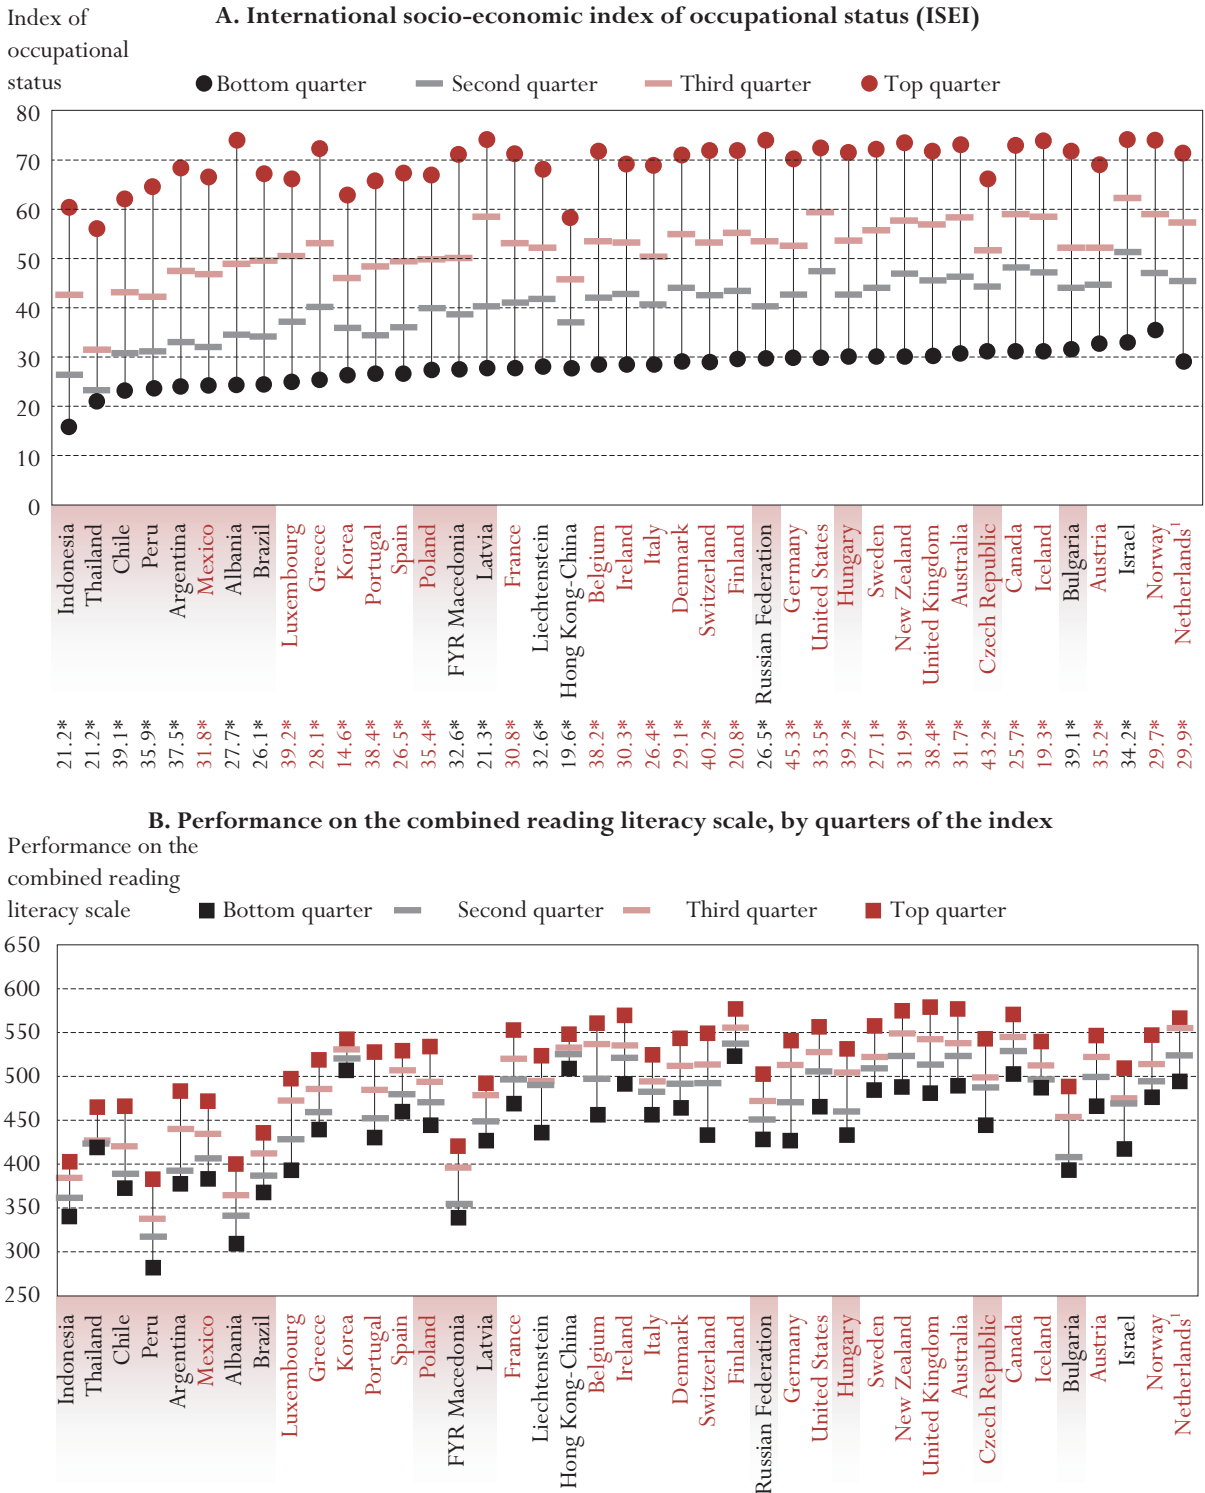 A. International socio-economic index of occupational status (ISEI)
Index of
occupational
status
Bottom quarter Second quarter Third quarter Top quarter
80
70
60
50
40
30
20
10
0
Indonesia
Thailand
Chile
Peru
Argentina
Mexico
Albania
Brazil
Luxembourg
Greece
Korea
Portugal
Spain
Poland
FYR Macedonia
Latvia
France
Liechtenstein
Hong Kong-China
Belgium
Ireland
Italy
Denmark
Switzerland
Finland
Russian Federation
Germany
United States
Hungary
Sweden
New Zealand
United Kingdom
Australia
Czech Republic
Canada
Iceland
Bulgaria
Austria
Israel
Norway
Netherlands¹
21.2*
21.2*
39.1*
35.9*
37.5*
31.8*
27.7*
26.1*
39.2*
28.1*
14.6*
38.4*
26.5*
35.4*
32.6*
21.3*
30.8*
32.6*
19.6*
38.2*
30.3*
26.4*
29.1*
40.2*
20.8*
26.5*
45.3*
33.5*
39.2*
27.1*
31.9*
38.4*
31.7*
43.2*
25.7*
19.3*
39.1*
35.2*
34.2*
29.7*
29.9*
B. Performance on the combined reading literacy scale, by quarters of the index
Performance on the
combined reading
literacy scale
Bottom quarter Second quarter Third quarter Top quarter
650
600
550
500
450
400
350
300
250
Indonesia
Thailand
Chile
Peru
Argentina
Mexico
Albania
Brazil
Luxembourg
Greece
Korea
Portugal
Spain
Poland
FYR Macedonia
Latvia
France
Liechtenstein
Hong Kong-China
Belgium
Ireland
Italy
Denmark
Switzerland
Finland
Russian Federation
Germany
United States
Hungary
Sweden
New Zealand
United Kingdom
Australia
Czech Republic
Canada
Iceland
Bulgaria
Austria
Israel
Norway
Netherlands¹